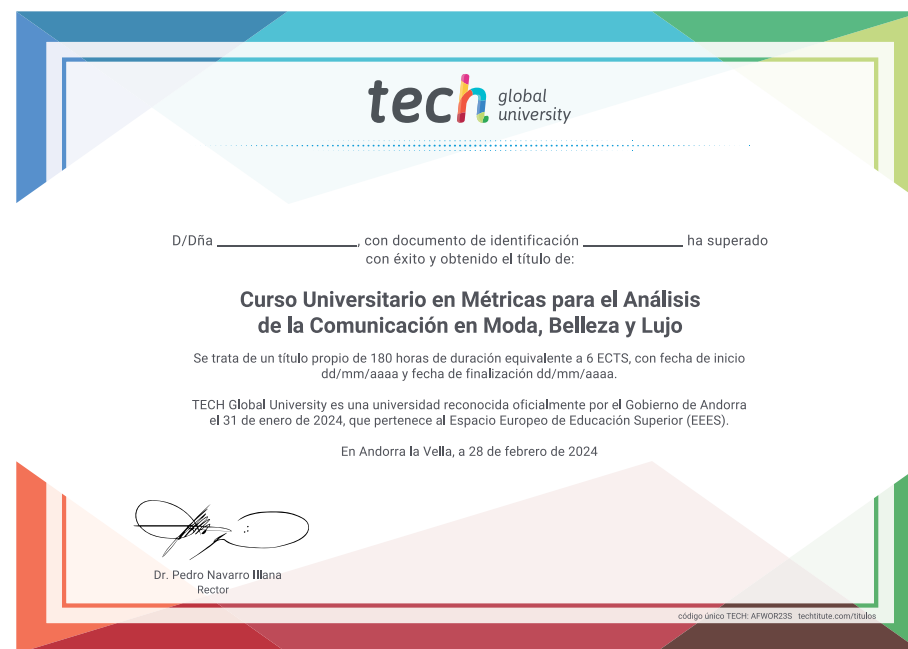 tech global university
D/Dña ____________________, con documento de identificación ______________ ha superado
con éxito y obtenido el título de:
Curso Universitario en Métricas para el Análisis
de la Comunicación en Moda, Belleza y Lujo
Se trata de un título propio de 180 horas de duración equivalente a 6 ECTS, con fecha de inicio
dd/mm/aaaa y fecha de finalización dd/mm/aaaa.
TECH Global University es una universidad reconocida oficialmente por el Gobierno de Andorra
el 31 de enero de 2024, que pertenece al Espacio Europeo de Educación Superior (EEES).
En Andorra la Vella, a 28 de febrero de 2024
Dr. Pedro Navarro Illana
Rector
código único TECH: AFWOR23S techtitute.com/titulos